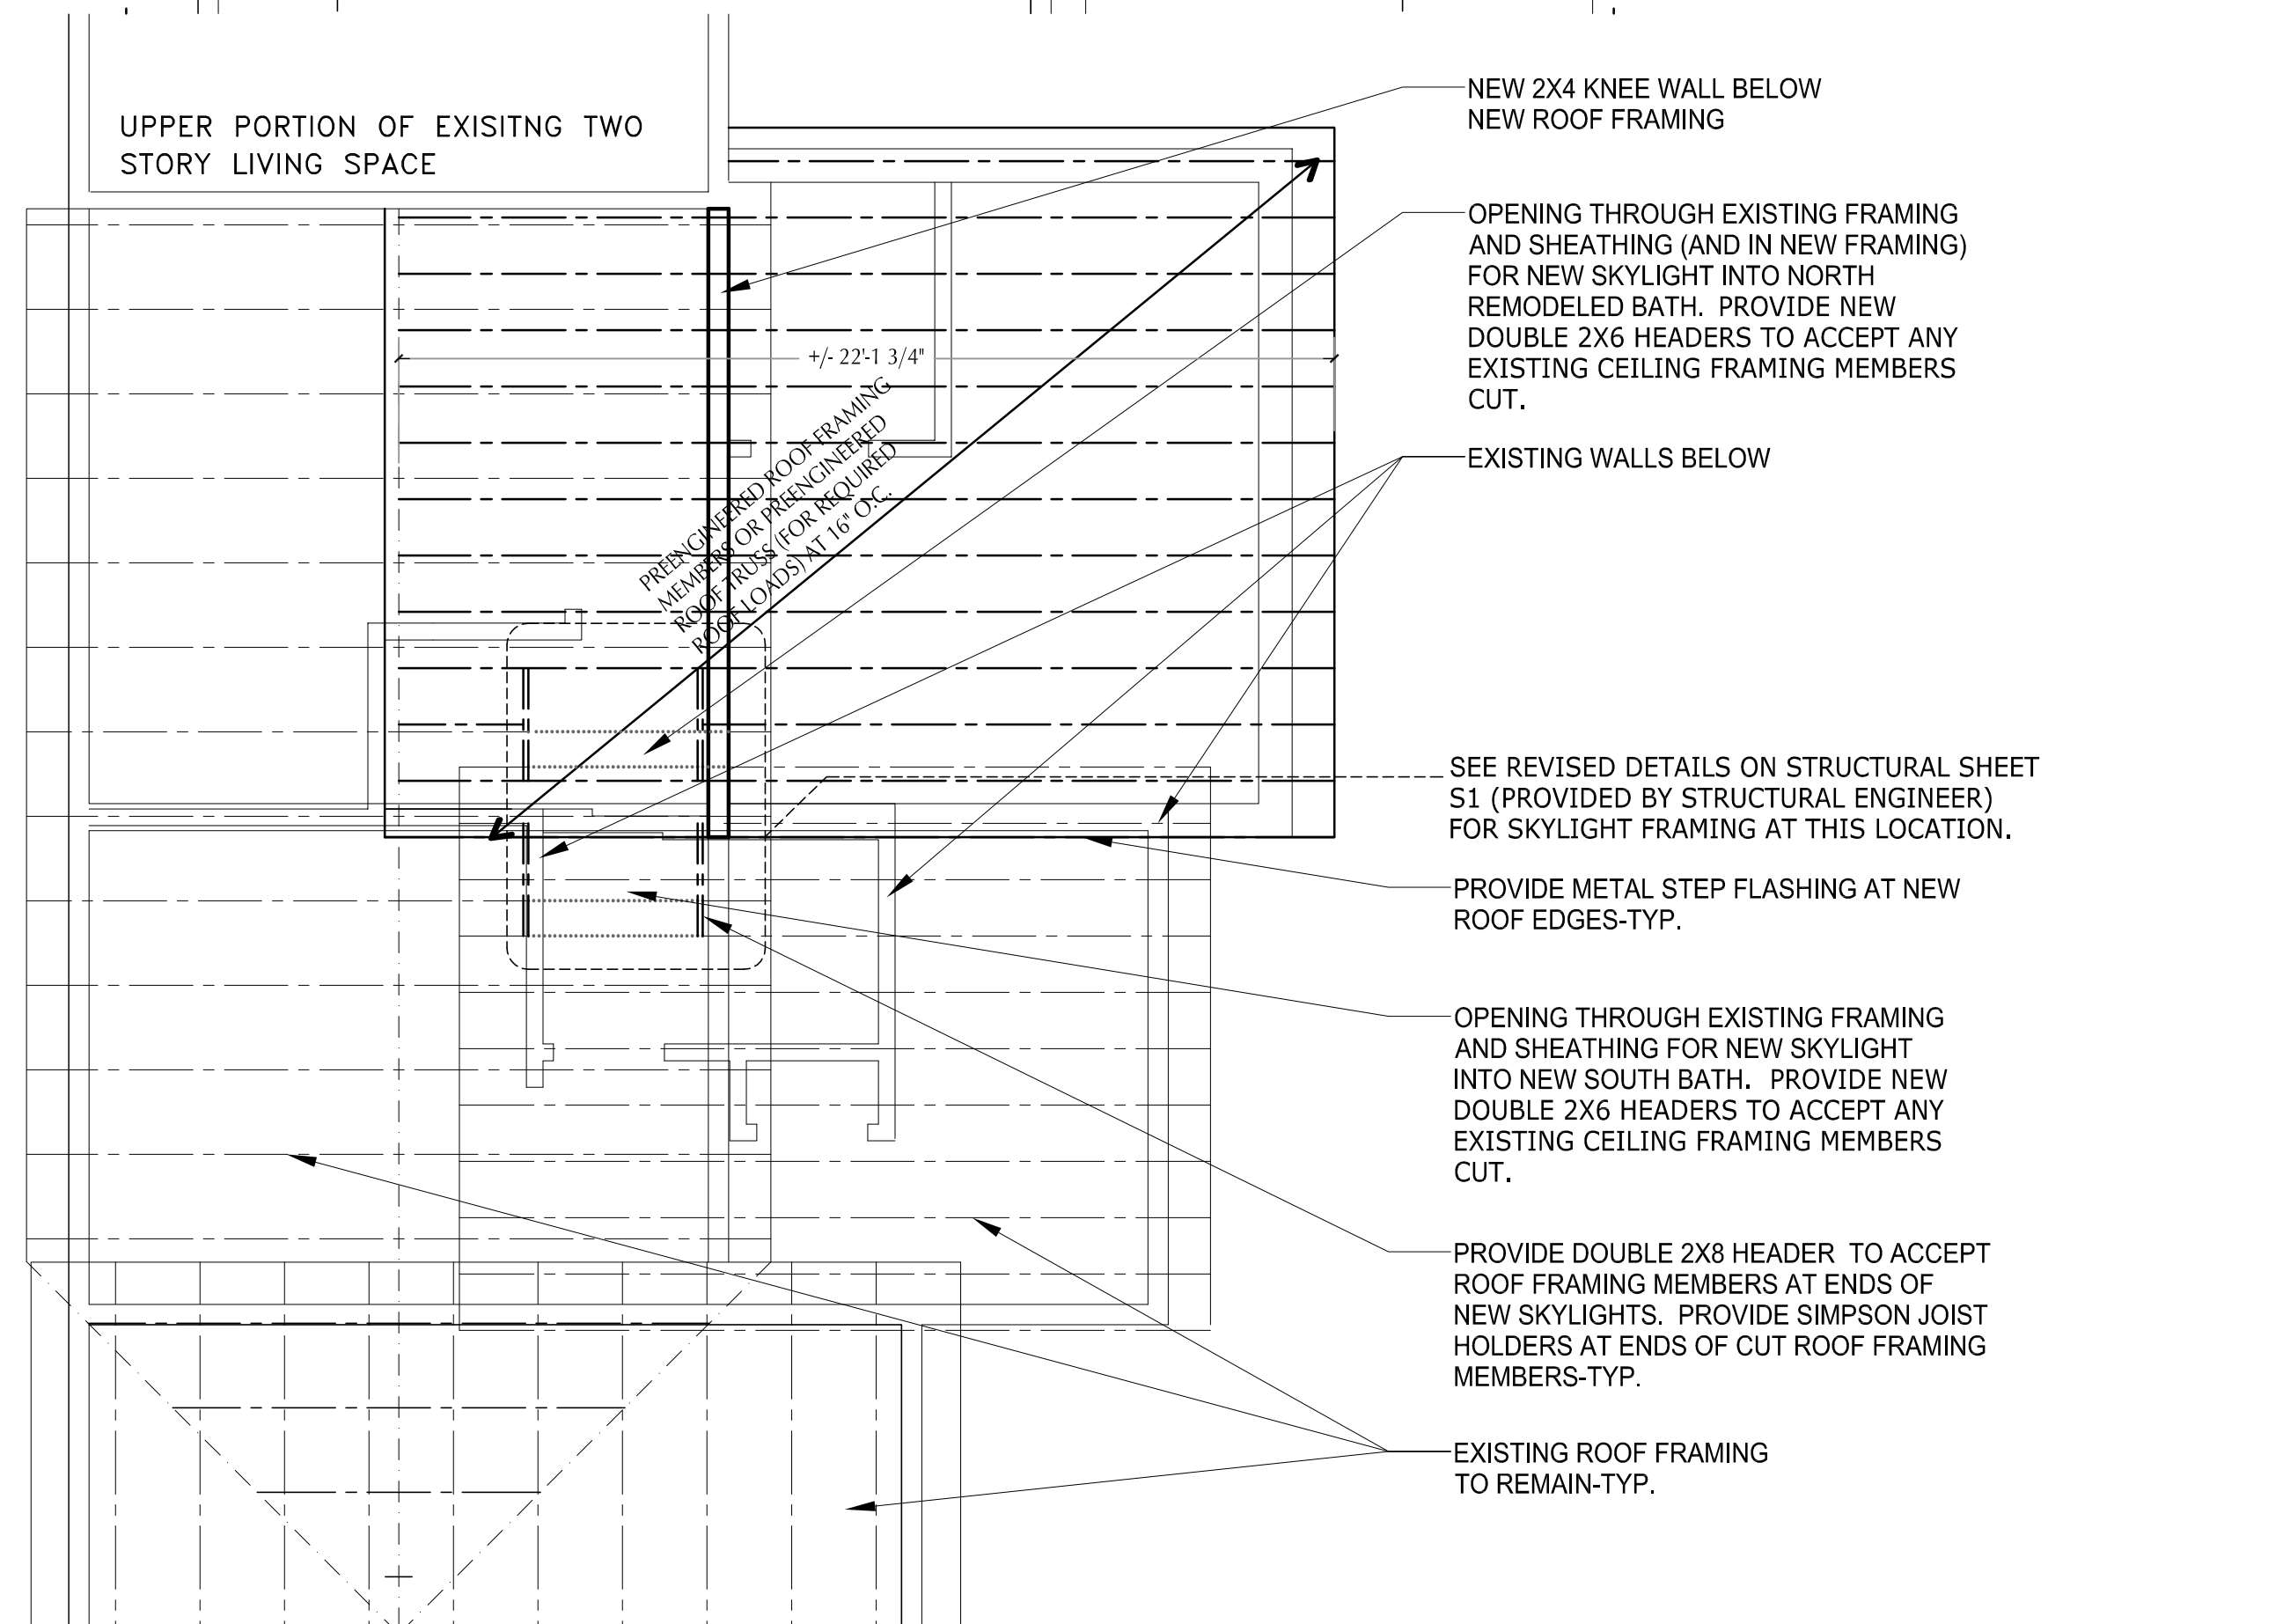 UPPER PORTION OF EXISITNG TWO
STORY LIVING SPACE
NEW 2X4 KNEE WALL BELOW
NEW ROOF FRAMING
OPENING THROUGH EXISTING FRAMING
AND SHEATHING (AND IN NEW FRAMING)
FOR NEW SKYLIGHT INTO NORTH
REMODELED BATH. PROVIDE NEW
DOUBLE 2X6 HEADERS TO ACCEPT ANY
EXISTING CEILING FRAMING MEMBERS
CUT.
+/- 22'-1 3/4"
PREENGINEERED ROOF FRAMING
MEMBERS OR PREENGINEERED
ROOF TRUSS (FOR REQUIRED
ROOF LOADS) AT 16" O.C.
EXISTING WALLS BELOW
SEE REVISED DETAILS ON STRUCTURAL SHEET
S1 (PROVIDED BY STRUCTURAL ENGINEER)
FOR SKYLIGHT FRAMING AT THIS LOCATION.
PROVIDE METAL STEP FLASHING AT NEW
ROOF EDGES-TYP.
OPENING THROUGH EXISTING FRAMING
AND SHEATHING FOR NEW SKYLIGHT
INTO NEW SOUTH BATH. PROVIDE NEW
DOUBLE 2X6 HEADERS TO ACCEPT ANY
EXISTING CEILING FRAMING MEMBERS
CUT.
PROVIDE DOUBLE 2X8 HEADER TO ACCEPT
ROOF FRAMING MEMBERS AT ENDS OF
NEW SKYLIGHTS. PROVIDE SIMPSON JOIST
HOLDERS AT ENDS OF CUT ROOF FRAMING
MEMBERS-TYP.
EXISTING ROOF FRAMING
TO REMAIN-TYP.